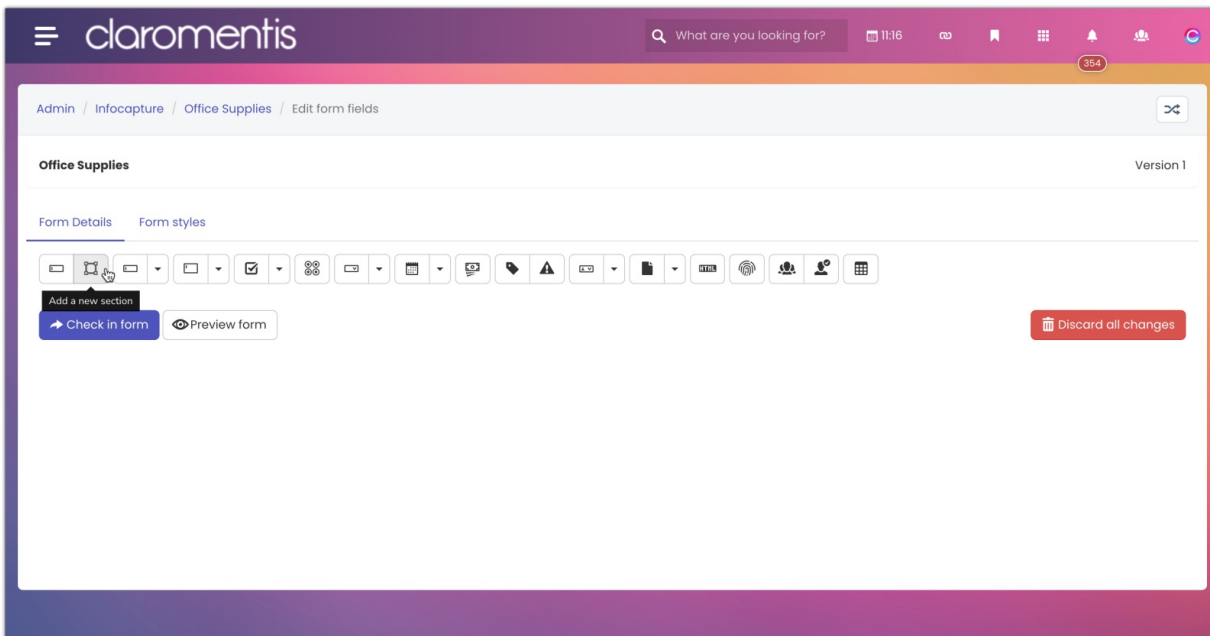 claromentis
What are you looking for?
11:16
354
Admin / Infocapture / Office Supplies / Edit form fields
Office Supplies
Version 1
Form Details
Form styles
HTML
Add a new section
Check in form
Preview form
Discard all changes